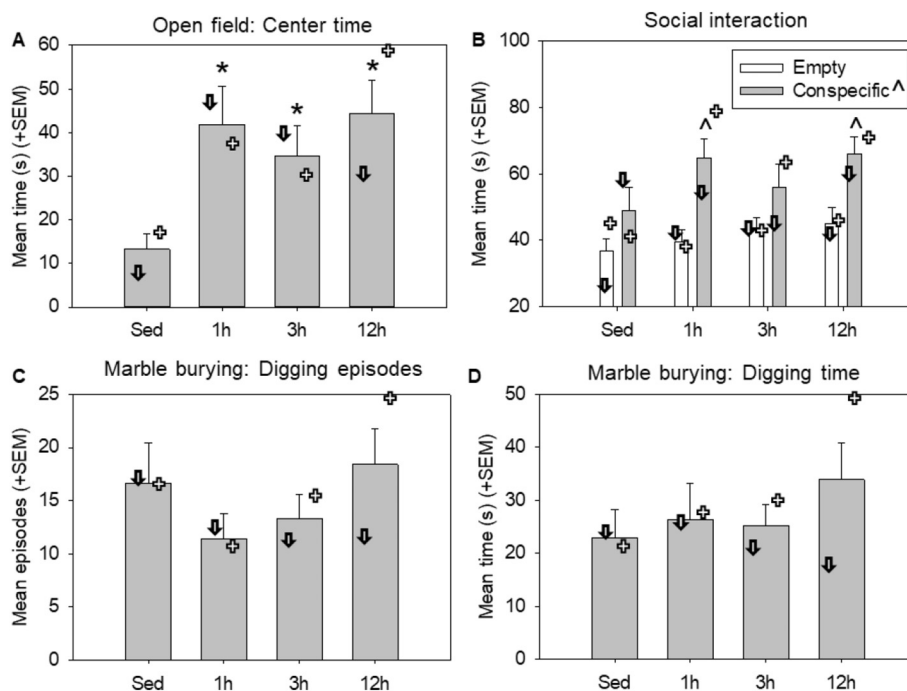 A Open field: Center time
Mean time (s) (+SEM)
60
50
40
30
20
10
0
* * *
Sed 1h 3h 12h
B Social interaction
Mean time (s) (+SEM)
100
80
60
40
20
Empty
Conspecific ^
^ ^
Sed 1h 3h 12h
C Marble burying: Digging episodes
Mean episodes (+SEM)
25
20
15
10
5
0
Sed 1h 3h 12h
D Marble burying: Digging time
Mean time (s) (+SEM)
50
40
30
20
10
0
Sed 1h 3h 12h